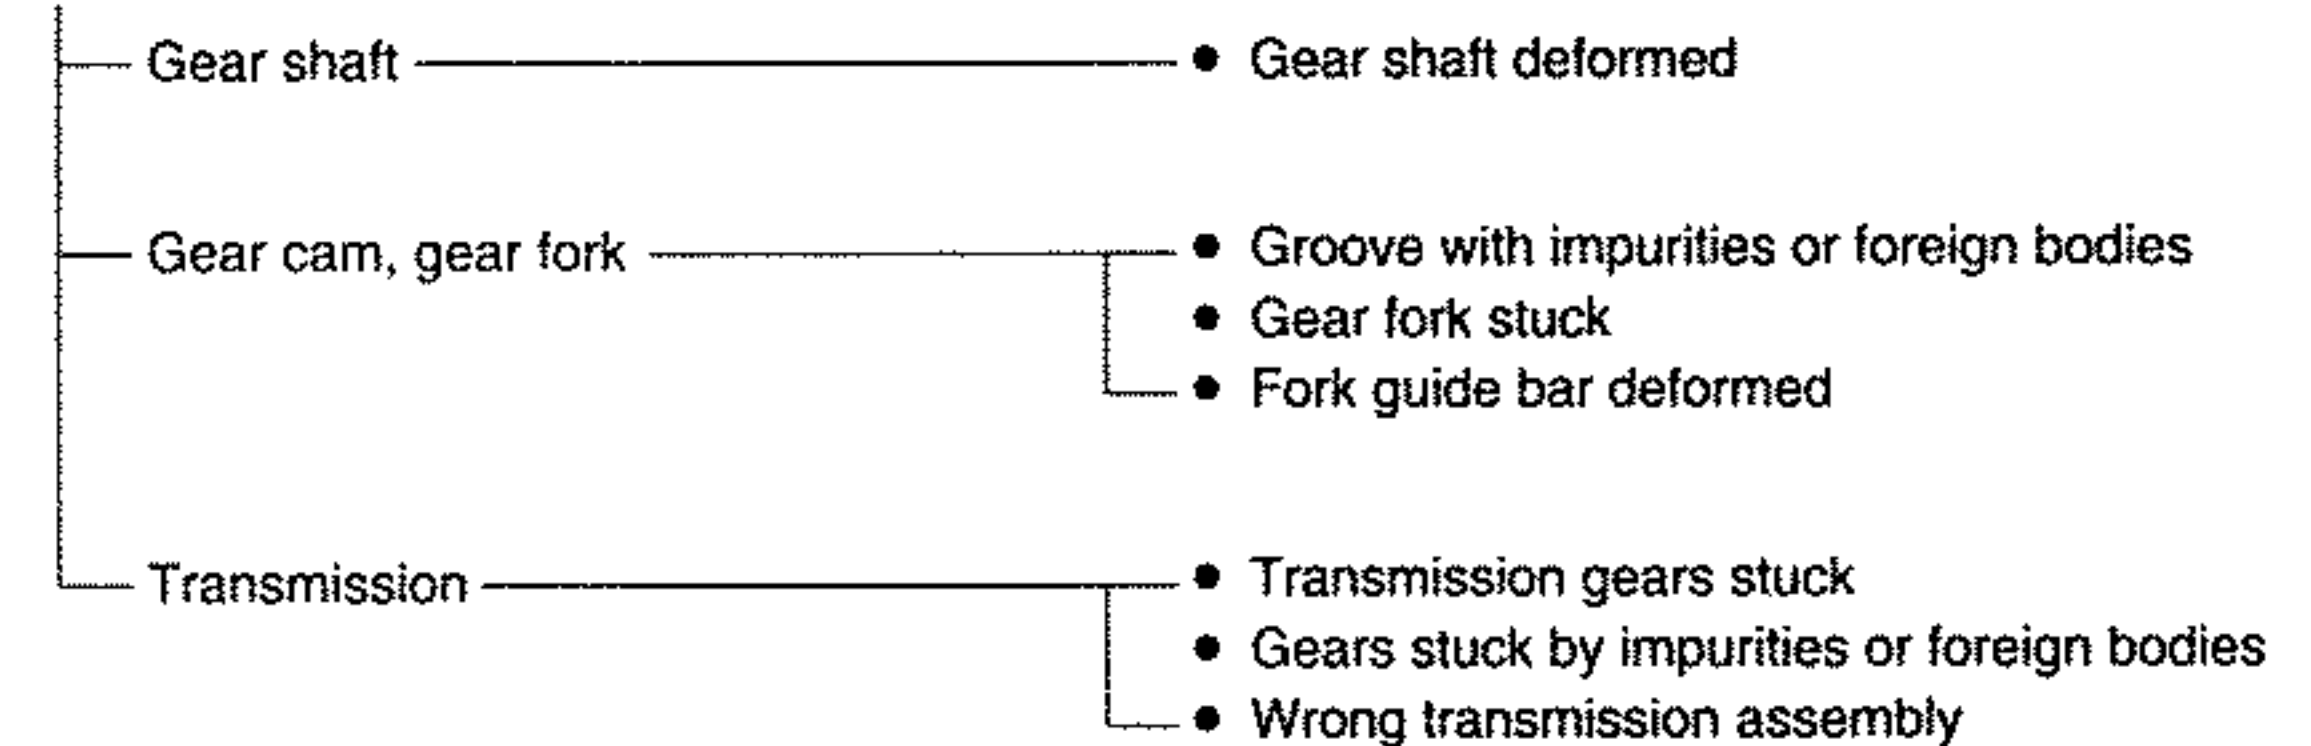 Gear shaft ● Gear shaft deformed
Gear cam, gear fork ● Groove with impurities or foreign bodies
● Gear fork stuck
● Fork guide bar deformed
Transmission ● Transmission gears stuck
● Gears stuck by impurities or foreign bodies
● Wrong transmission assembly